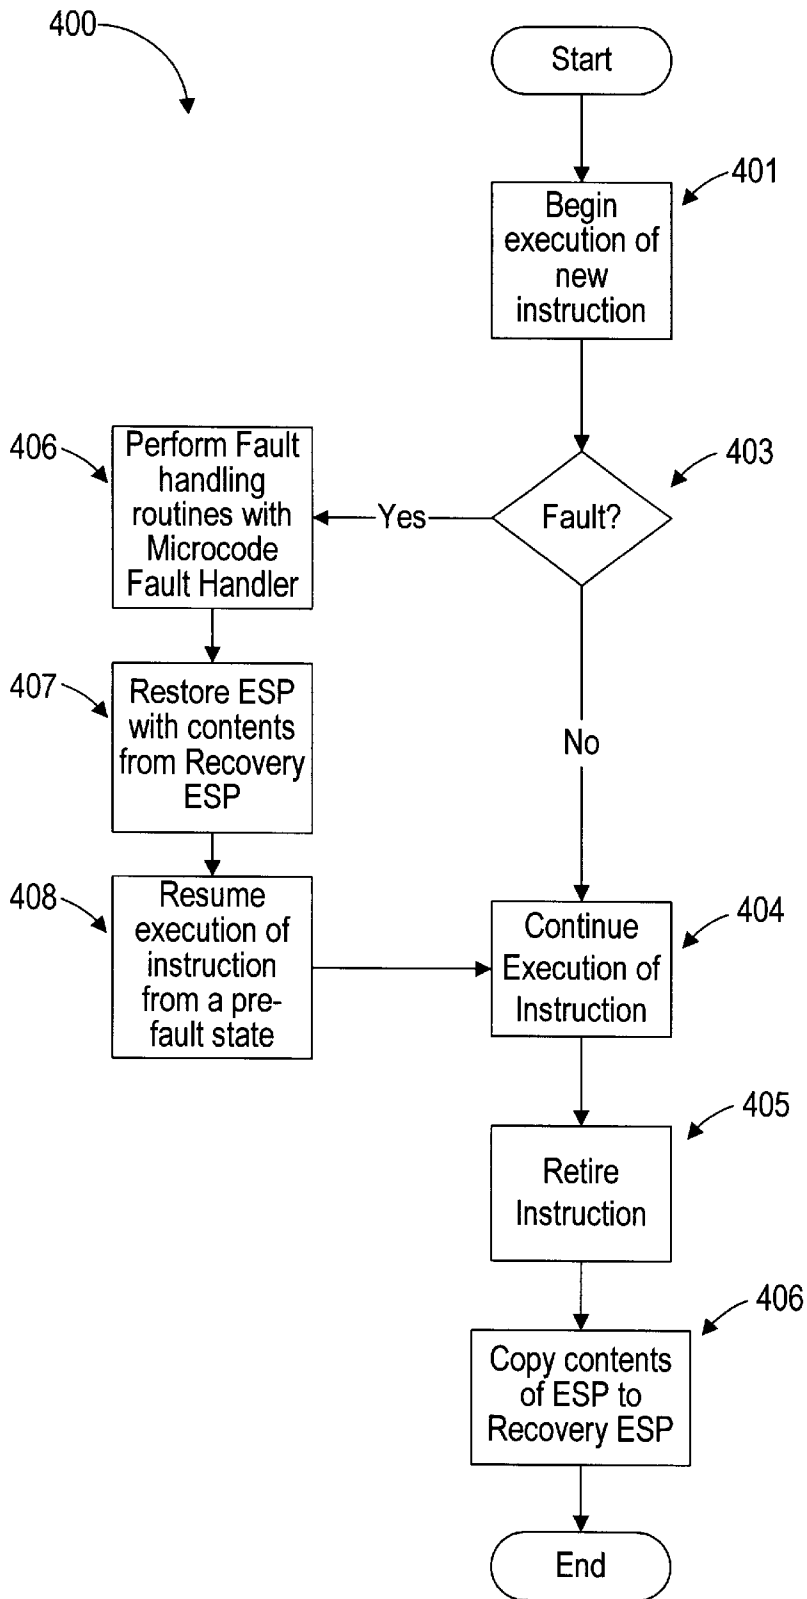 400
Start
401
Begin
execution of
new
instruction
406
Perform Fault
handling
routines with
Microcode
Fault Handler
Yes
Fault?
403
407
Restore ESP
with contents
from Recovery
ESP
No
408
Resume
execution of
instruction
from a pre-
fault state
404
Continue
Execution of
Instruction
405
Retire
Instruction
406
Copy contents
of ESP to
Recovery ESP
End